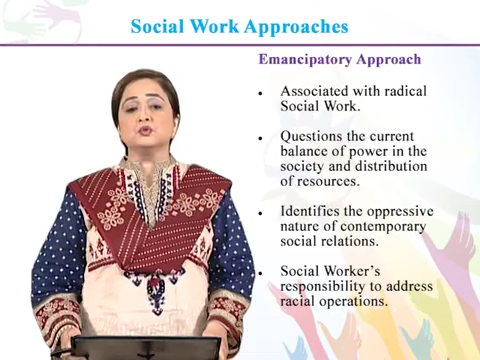 Social Work Approaches
Emancipatory Approach
• Associated with radical
Social Work.
• Questions the current
balance of power in the
society and distribution
of resources.
• Identifies the oppressive
nature of contemporary
social relations.
• Social Worker's
responsibility to address
racial operations.